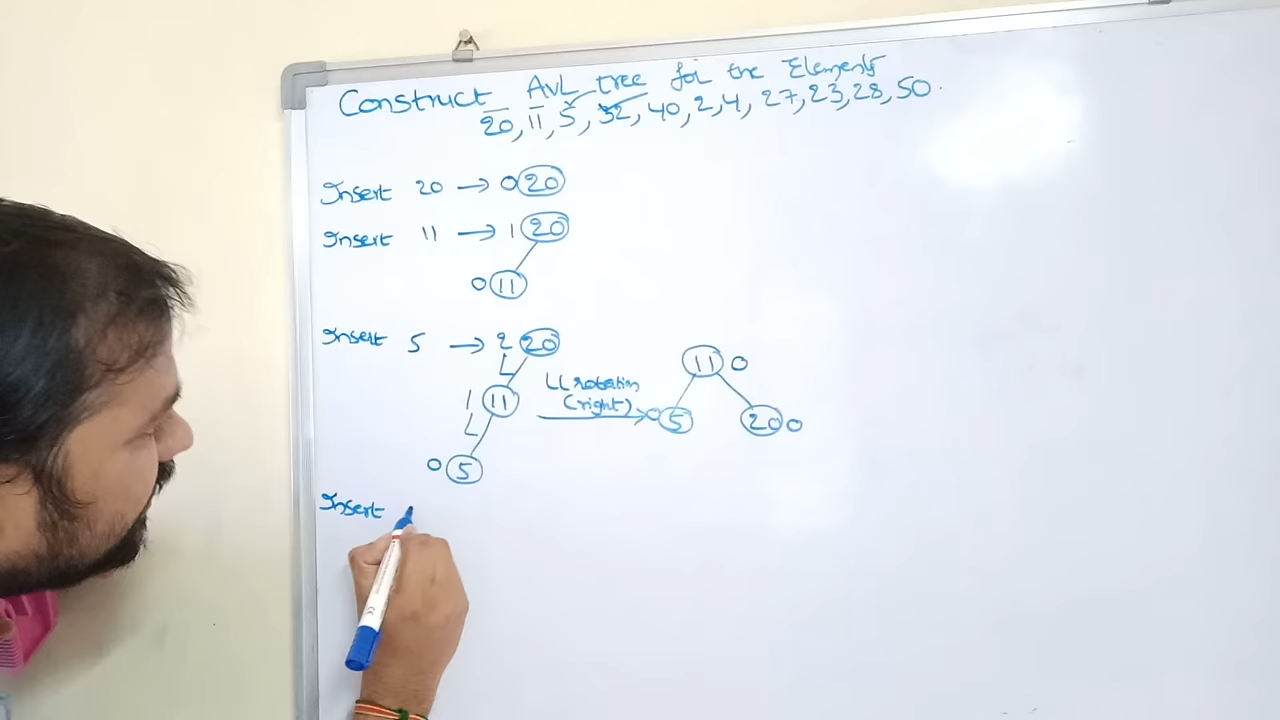 Construct AVL tree for the Elements
20, 11, 5, 32, 40, 2, 4, 27, 23, 28, 50.
Insert 20 → 0 20
Insert 11 → 1 20
0 11
Insert 5 → 2 20
L
1 11
L
0 5
LL rotation
(right)
11 0
0 5 20 0
Insert